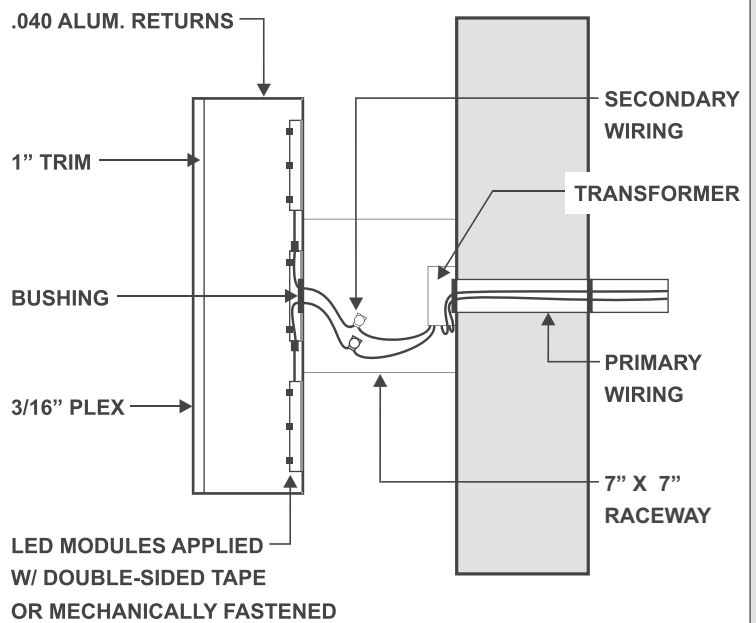 .040 ALUM. RETURNS
1” TRIM
BUSHING
3/16” PLEX
LED MODULES APPLIED
W/ DOUBLE-SIDED TAPE
OR MECHANICALLY FASTENED
SECONDARY
WIRING
TRANSFORMER
PRIMARY
WIRING
7” X 7”
RACEWAY